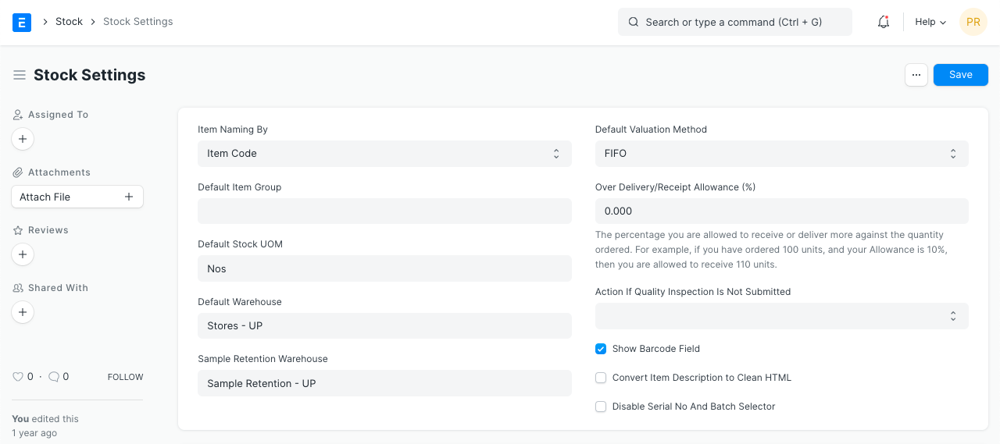 E
Stock
Stock Settings
Search or type a command (Ctrl + G)
Help
PR
Stock Settings
...
Save
Assigned To
Attachments
Attach File
Reviews
Shared With
0 · 0
FOLLOW
You edited this
1 year ago
Item Naming By
Item Code
Default Item Group
Default Stock UOM
Nos
Default Warehouse
Stores - UP
Sample Retention Warehouse
Sample Retention - UP
Default Valuation Method
FIFO
Over Delivery/Receipt Allowance (%)
0.000
The percentage you are allowed to receive or deliver more against the quantity
ordered. For example, if you have ordered 100 units, and your Allowance is 10%,
then you are allowed to receive 110 units.
Action If Quality Inspection Is Not Submitted
Show Barcode Field
Convert Item Description to Clean HTML
Disable Serial No And Batch Selector